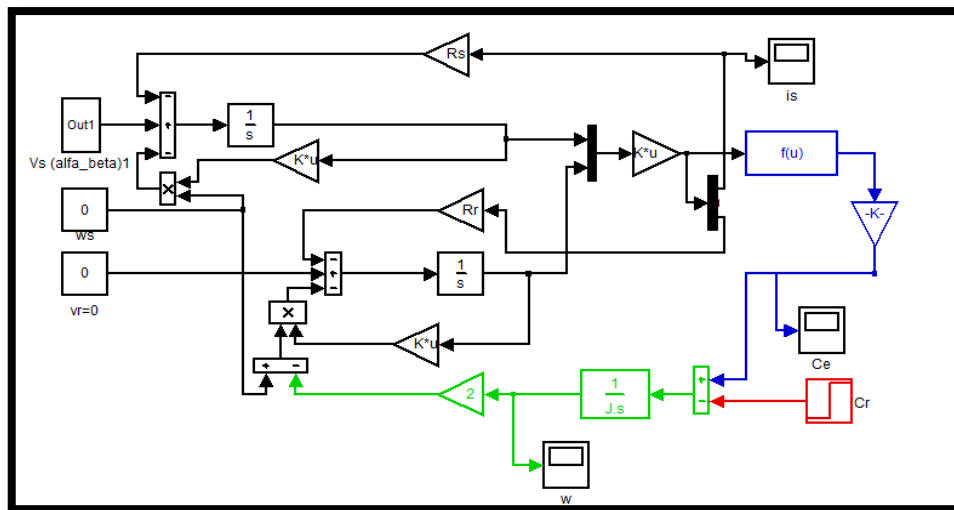 Rs
is
Out1
Vs (alfa_beta)1
1
s
K*u
K*u
f(u)
0
ws
Rr
-K-
0
vr=0
1
s
K*u
Ce
2
1
J.s
Cr
w